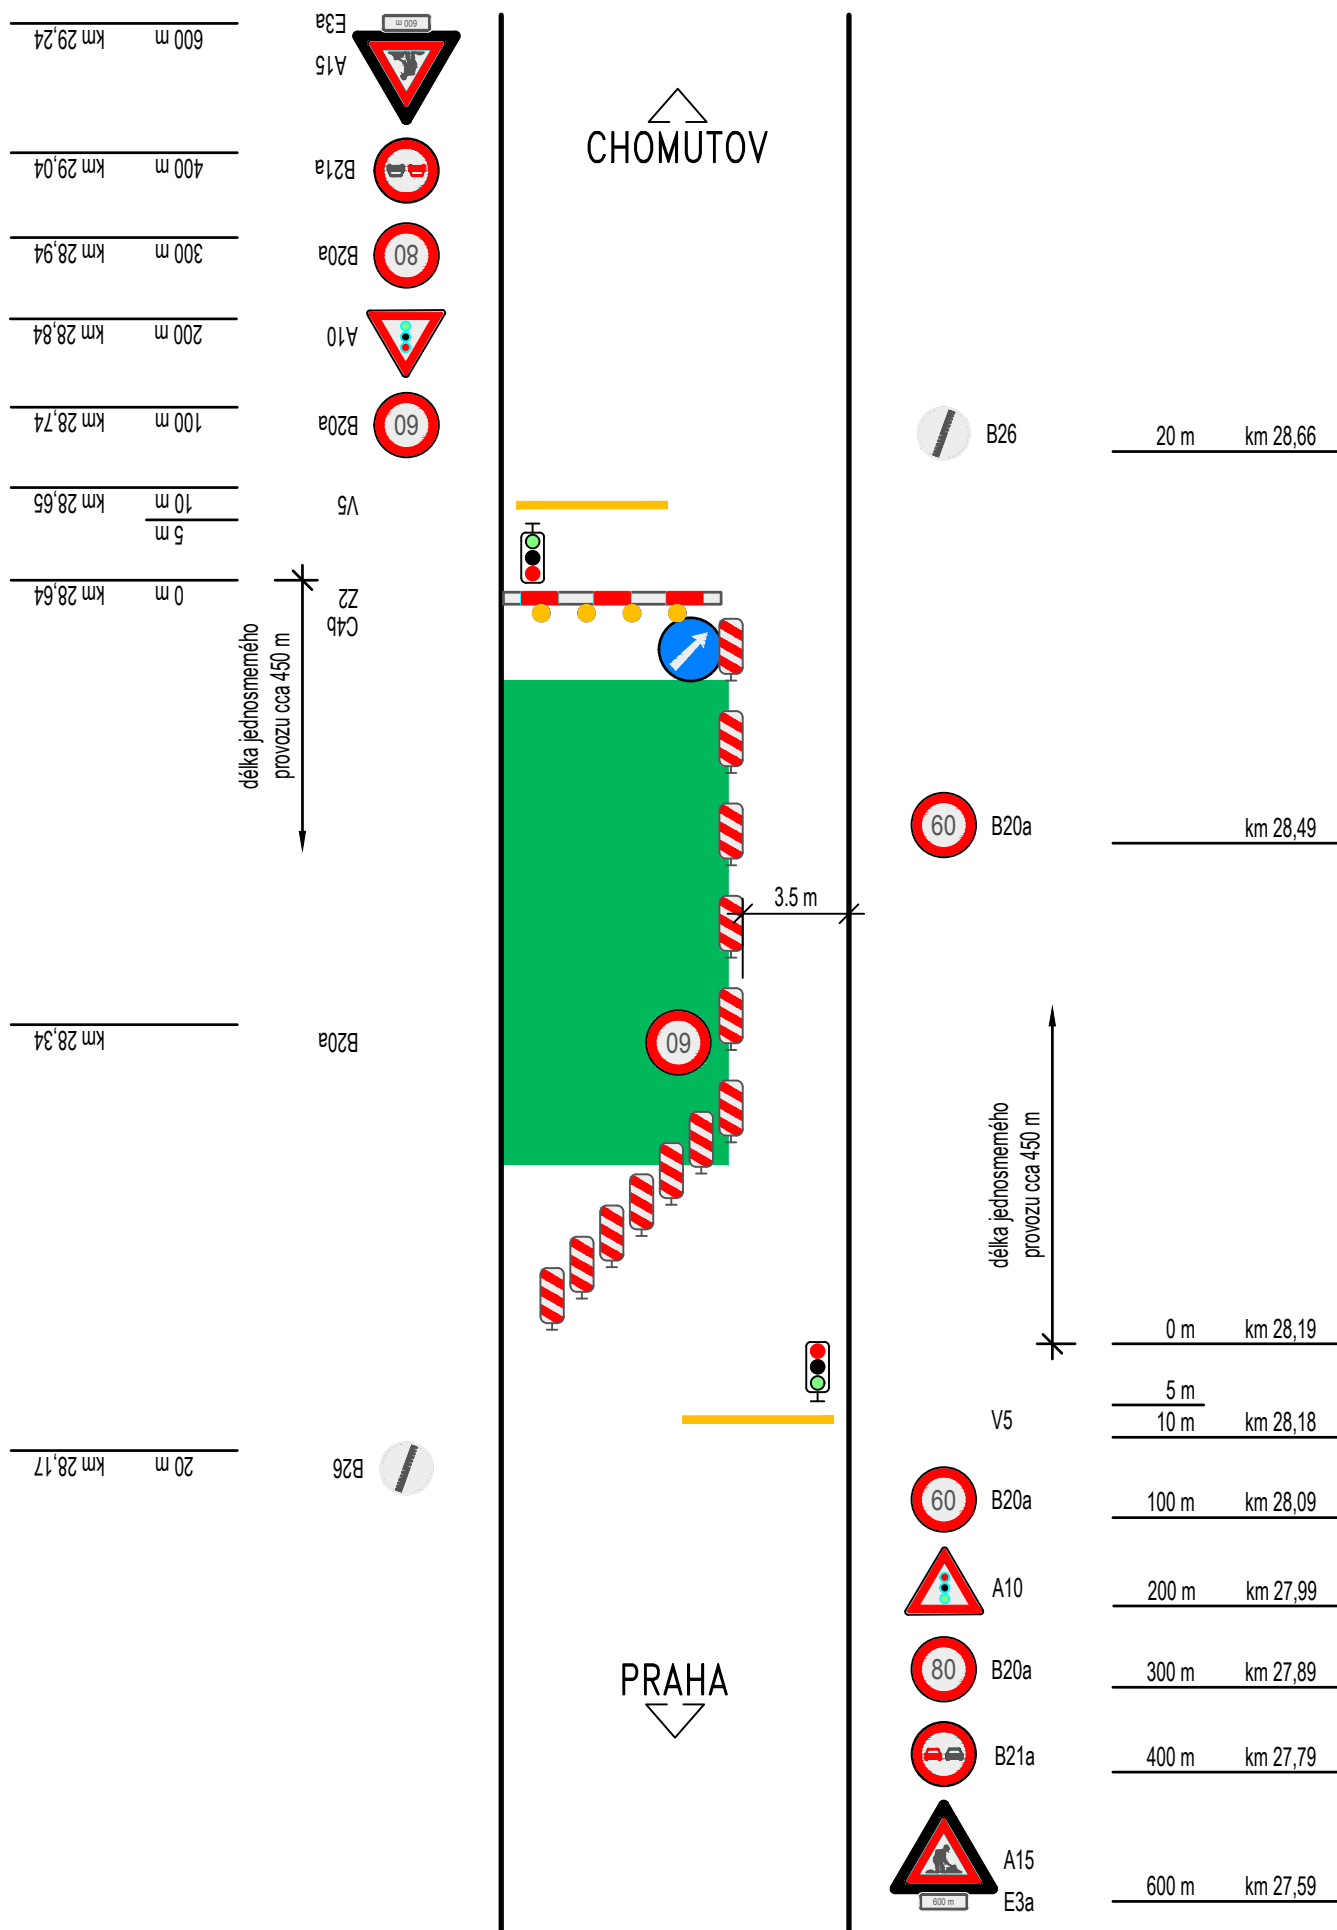 600 m km 29,24
E3a
600 m
A15
400 m km 29,04
B21a
300 m km 28,94
B20a
80
200 m km 28,84
A10
100 m km 28,74
B20a
60
10 m km 28,65
V5
5 m
0 m km 28,64
Z2
C4b
délka jednosmerného
provozu cca 450 m
km 28,34
B20a
60
20 m km 28,17
B26
CHOMUTOV
3.5 m
PRAHA
B26
20 m km 28,66
60
B20a
km 28,49
délka jednosmerného
provozu cca 450 m
0 m km 28,19
5 m
V5
10 m km 28,18
60
B20a
100 m km 28,09
A10
200 m km 27,99
80
B20a
300 m km 27,89
B21a
400 m km 27,79
A15
600 m
E3a
600 m km 27,59